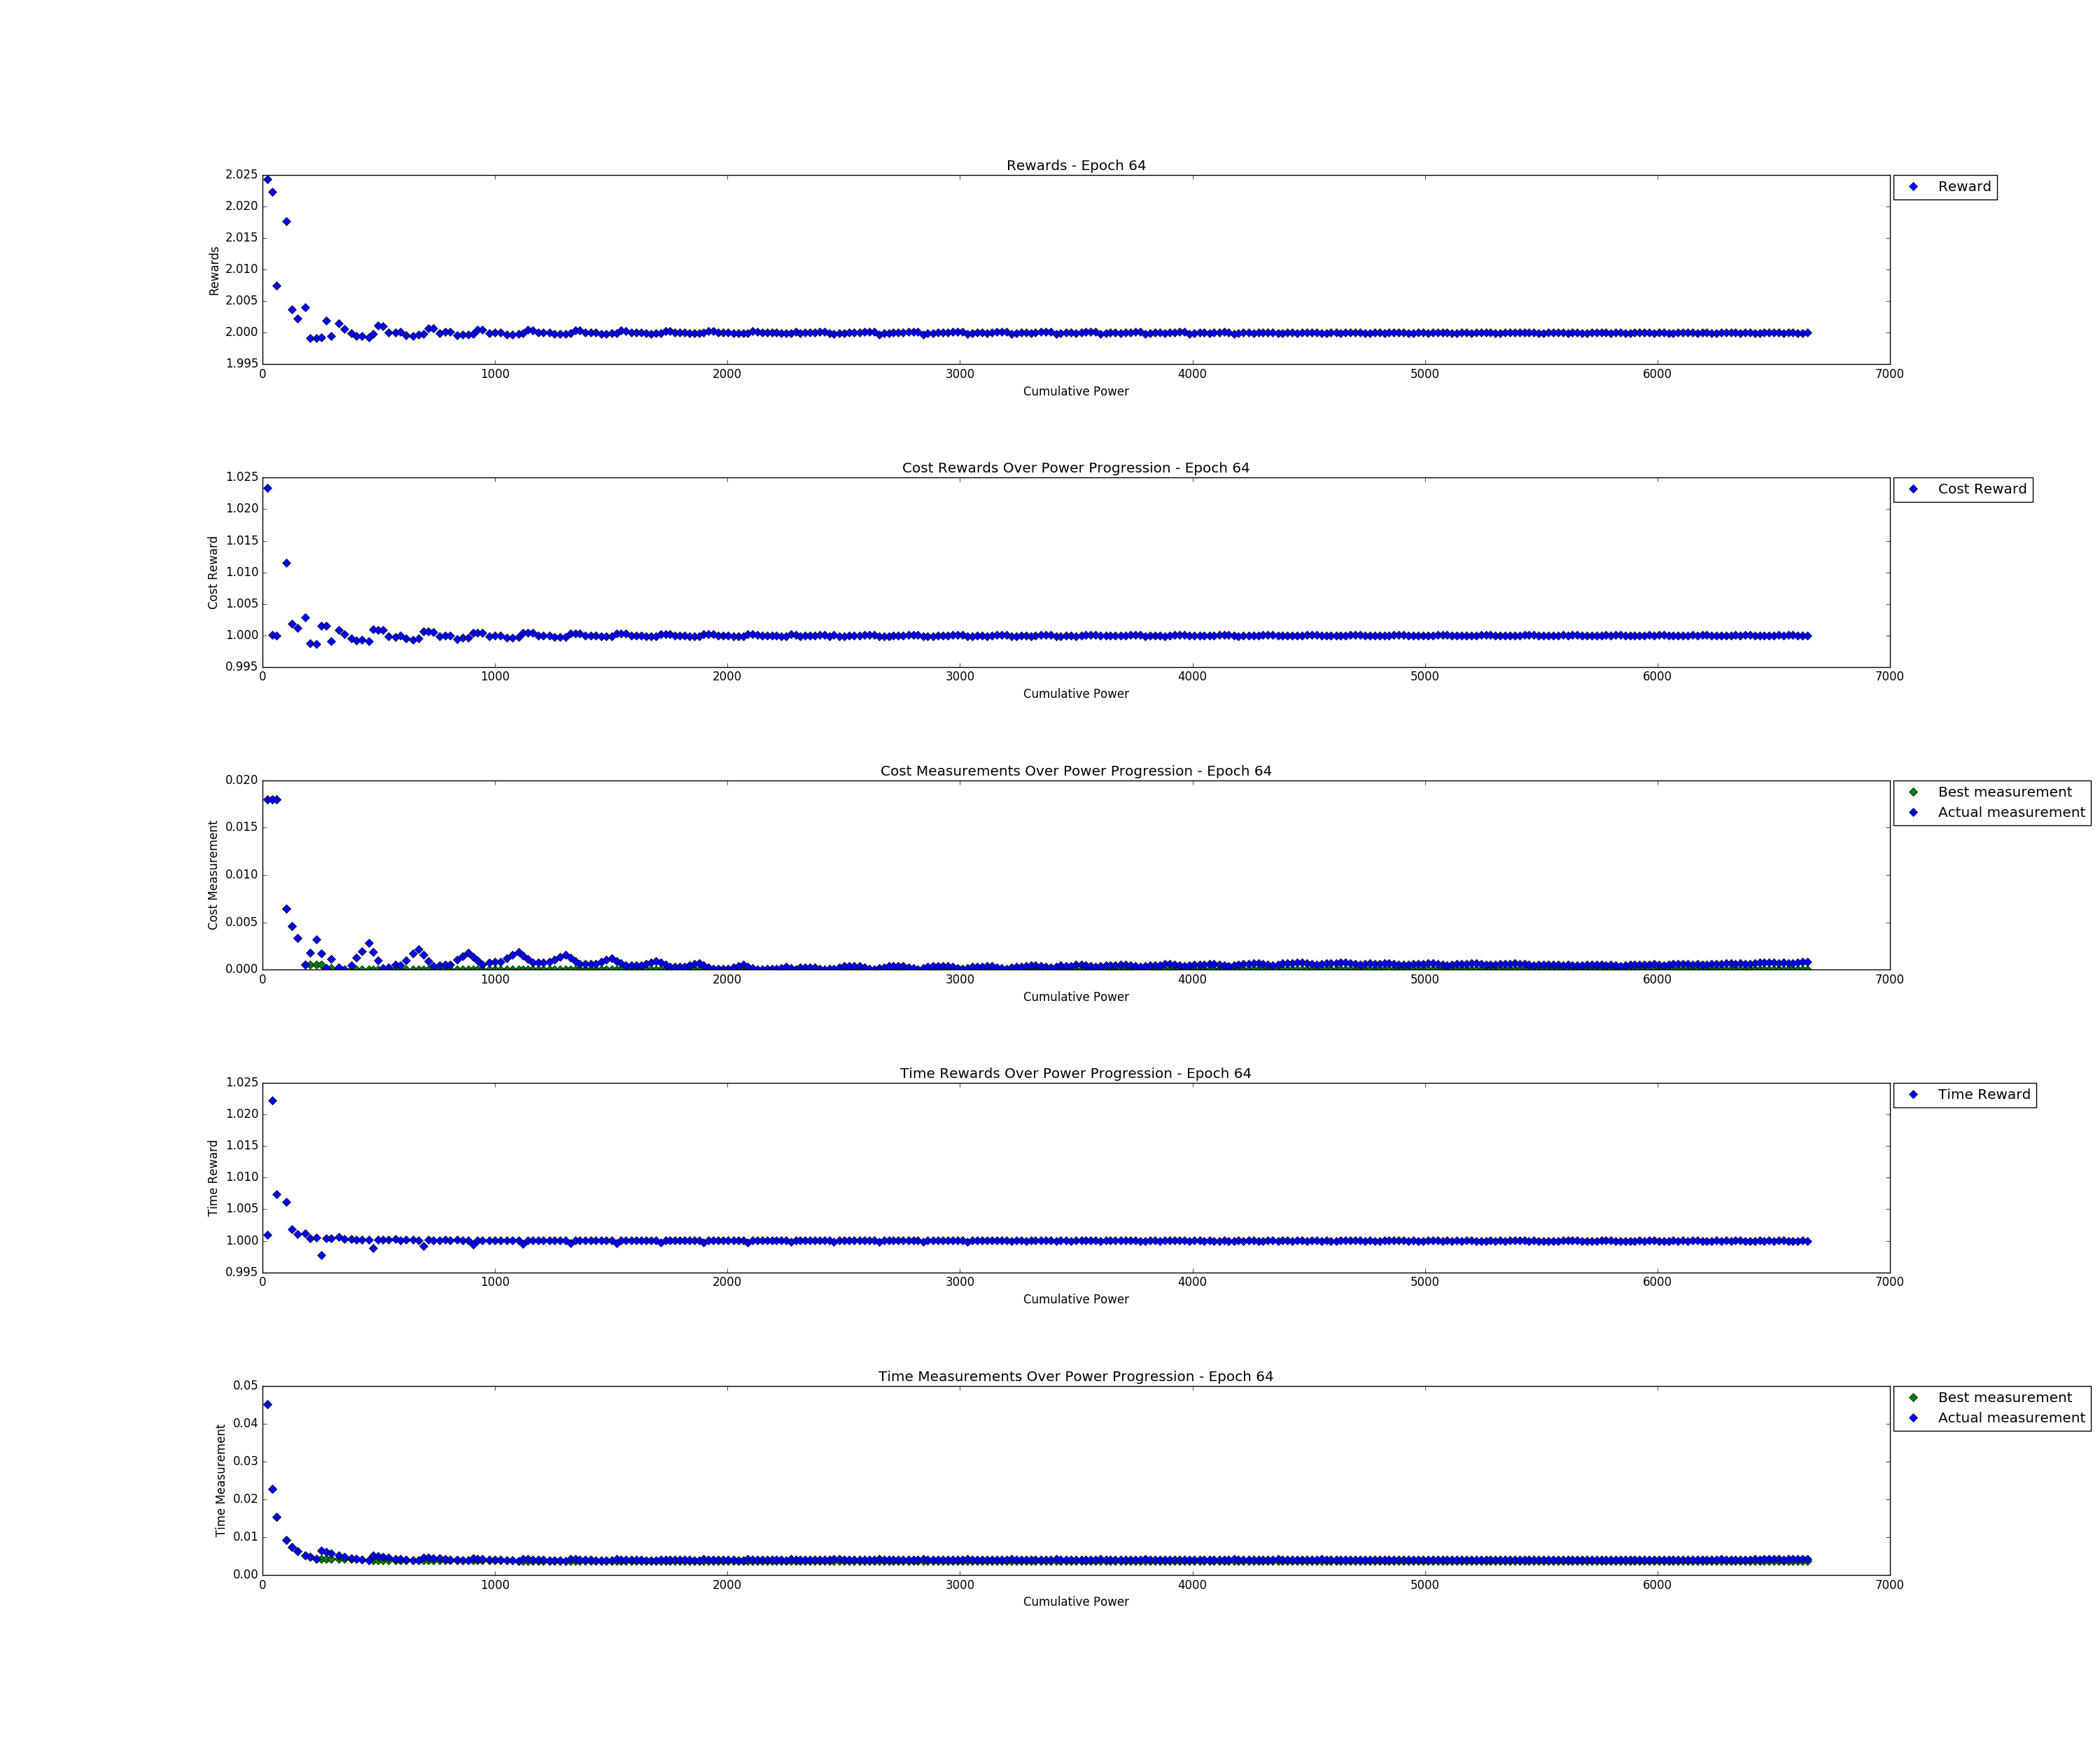 Rewards - Epoch 64
2.025
2.020
2.015
2.010
2.005
2.000
1.995
Rewards
0 1000 2000 3000 4000 5000 6000 7000
Cumulative Power
Reward
Cost Rewards Over Power Progression - Epoch 64
1.025
1.020
1.015
1.010
1.005
1.000
0.995
Cost Reward
0 1000 2000 3000 4000 5000 6000 7000
Cumulative Power
Cost Reward
Cost Measurements Over Power Progression - Epoch 64
0.020
0.015
0.010
0.005
0.000
Cost Measurement
0 1000 2000 3000 4000 5000 6000 7000
Cumulative Power
Best measurement
Actual measurement
Time Rewards Over Power Progression - Epoch 64
1.025
1.020
1.015
1.010
1.005
1.000
0.995
Time Reward
0 1000 2000 3000 4000 5000 6000 7000
Cumulative Power
Time Reward
Time Measurements Over Power Progression - Epoch 64
0.05
0.04
0.03
0.02
0.01
0.00
Time Measurement
0 1000 2000 3000 4000 5000 6000 7000
Cumulative Power
Best measurement
Actual measurement